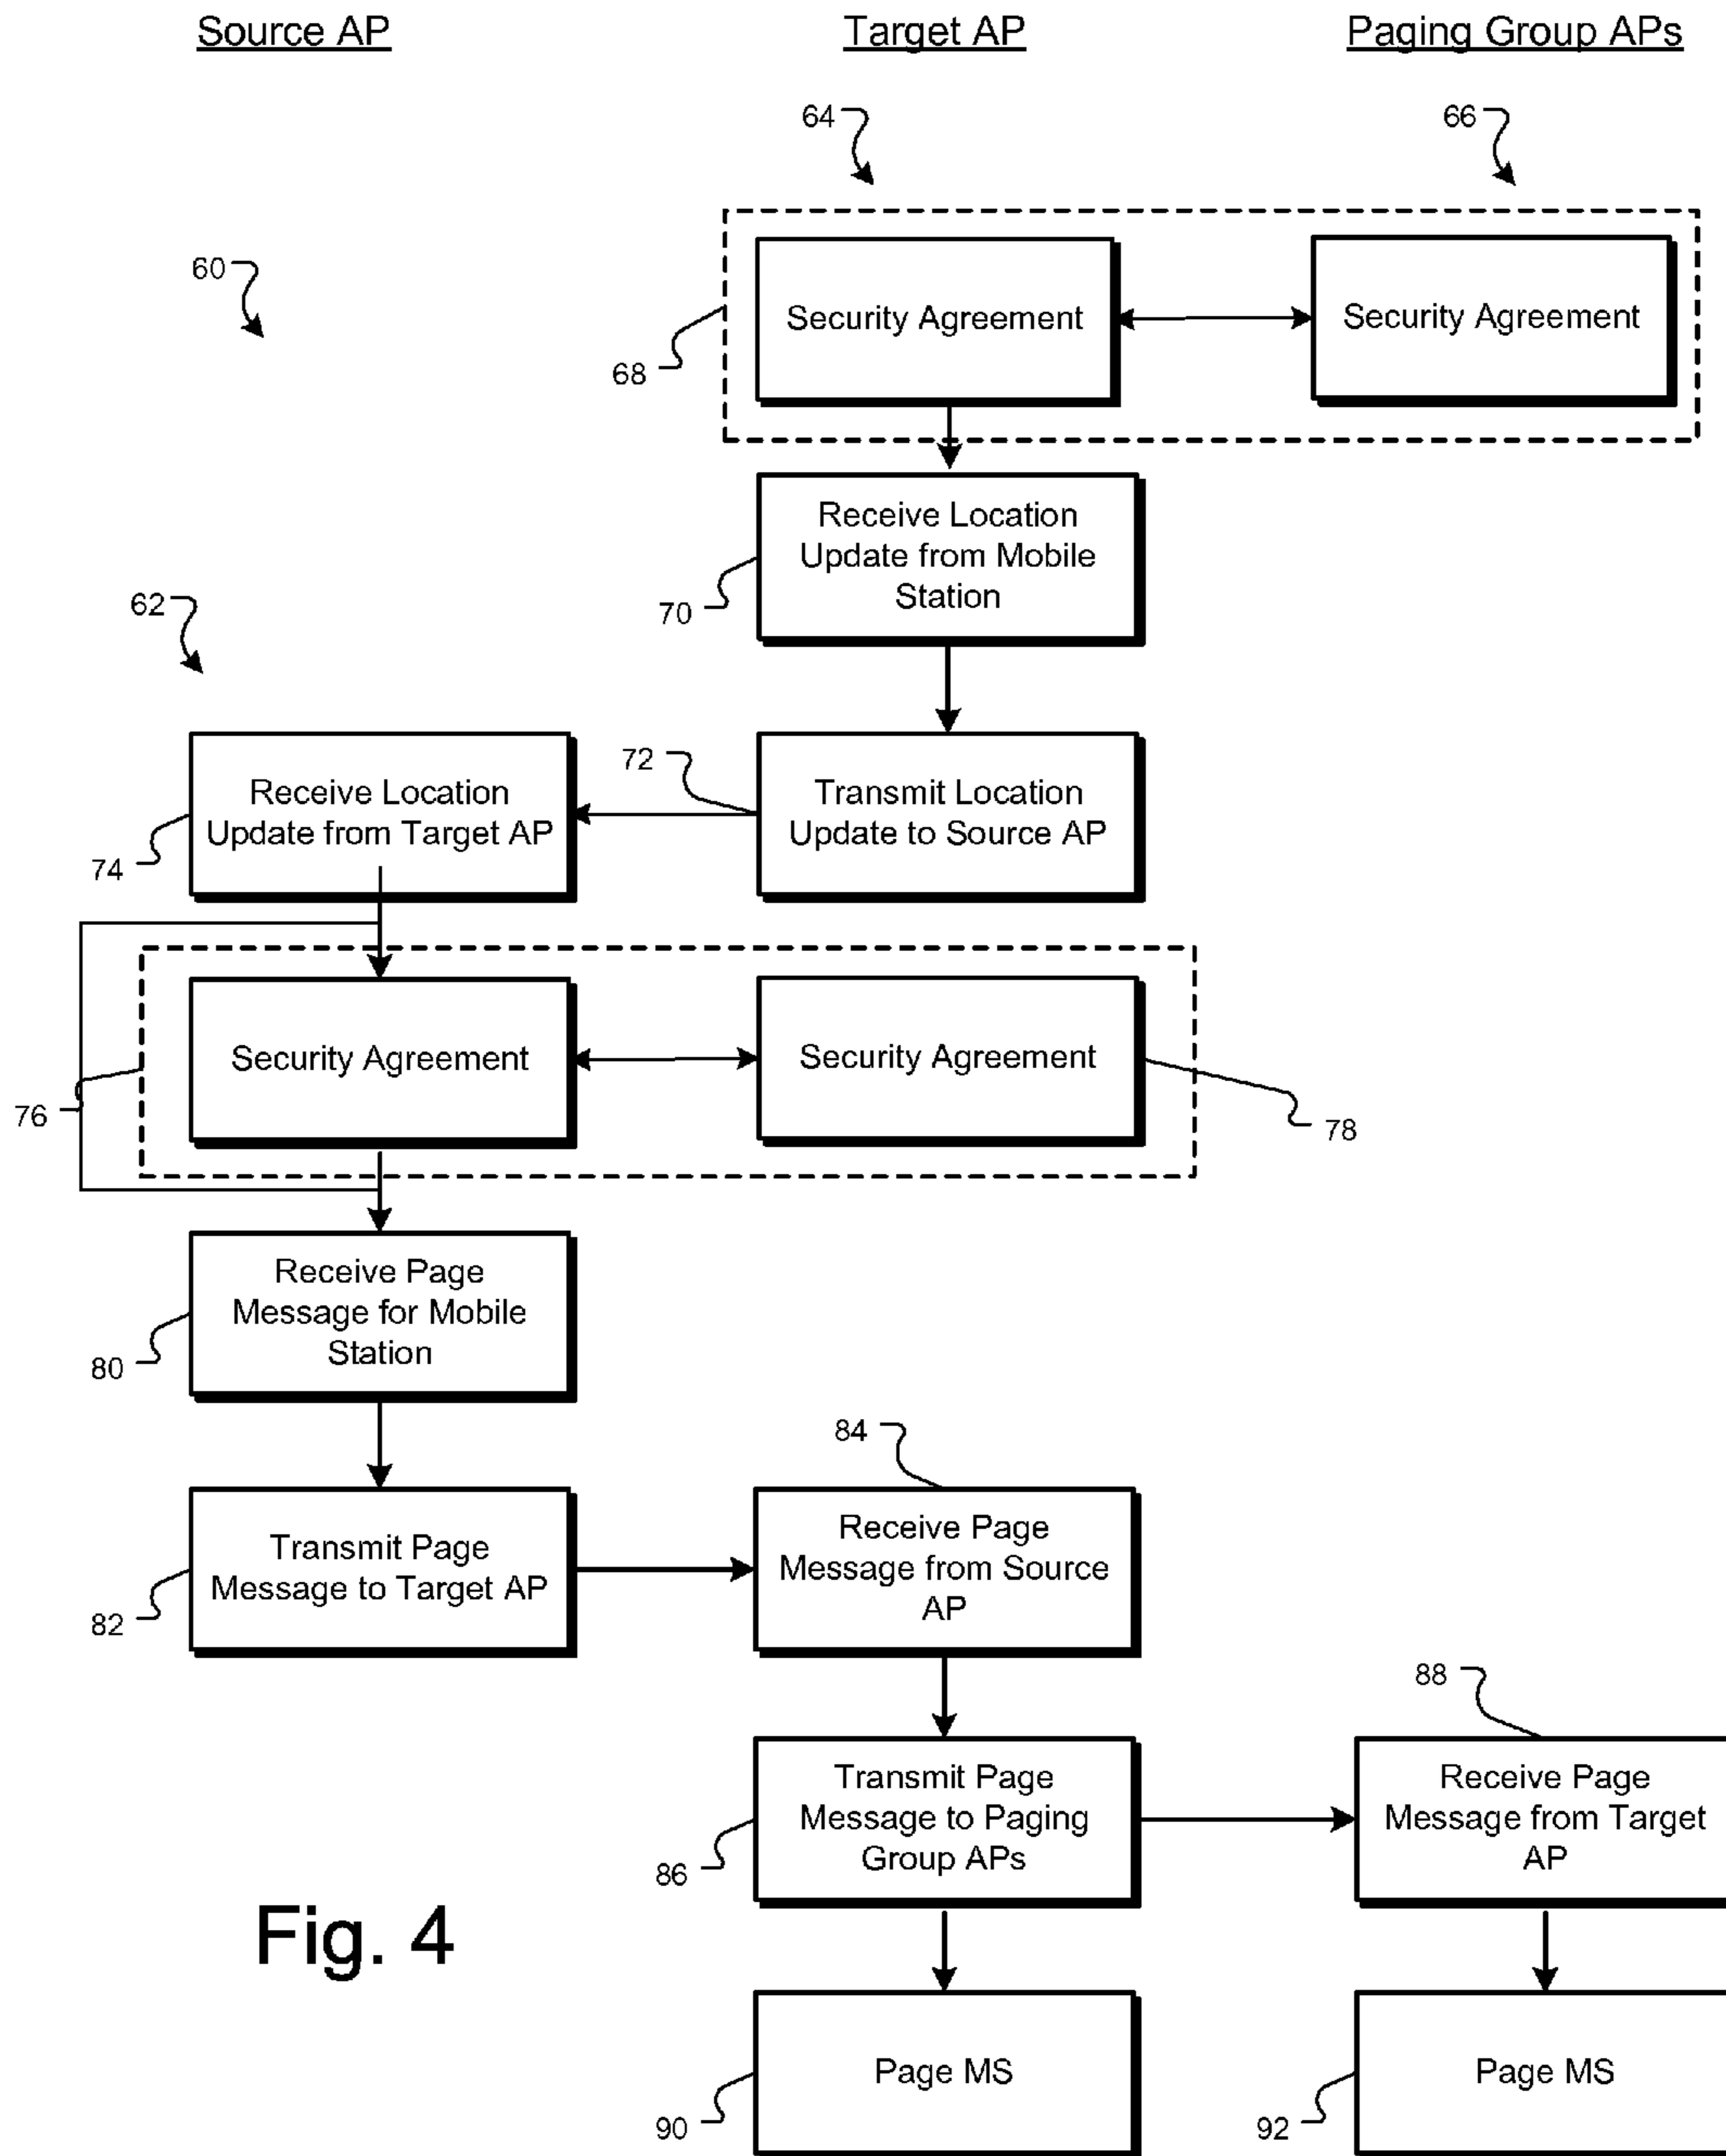 Source AP
Target AP
Paging Group APs
64
66
60
Security Agreement
Security Agreement
68
Receive Location
Update from Mobile
Station
70
62
72
Receive Location
Update from Target AP
Transmit Location
Update to Source AP
74
Security Agreement
Security Agreement
76
78
Receive Page
Message for Mobile
Station
80
84
Transmit Page
Message to Target AP
Receive Page
Message from Source
AP
82
88
Transmit Page
Message to Paging
Group APs
Receive Page
Message from Target
AP
86
Fig. 4
Page MS
Page MS
90
92